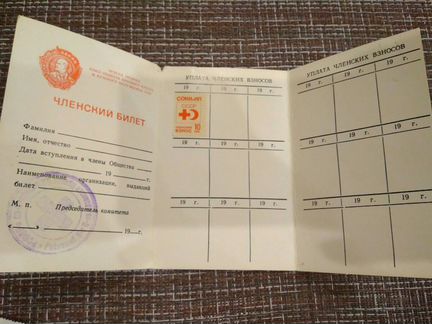 ЧЛЕНСКИЙ БИЛЕТ
Фамилия
Имя, отчество
Дата вступления в члены Общества
19 г.
Наименование организации, выдавшей
билет
М. п. Председатель комитета
« » 19 г.
УПЛАТА ЧЛЕНСКИХ ВЗНОСОВ
19 г. 19 г. 19 г.
СССР
10
19 г. 19 г. 19 г.
19 г. 19 г. 19 г.
УПЛАТА ЧЛЕНСКИХ ВЗНОСОВ
19 г. 19 г. 19 г.
19 г. 19 г. 19 г.
19 г. 19 г. 19 г.